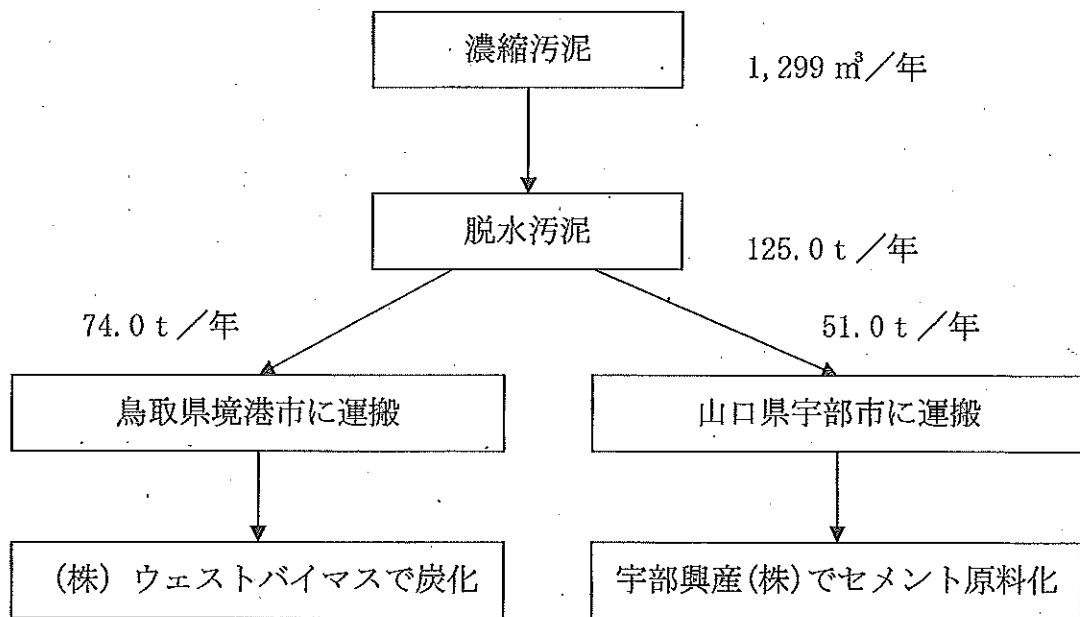 濃縮汚泥
1,299 ㎥／年
脱水汚泥
125.0 t ／年
74.0 t ／年
51.0 t ／年
鳥取県境港市に運搬
山口県宇部市に運搬
(株) ウェストバイマスで炭化
宇部興産(株)でセメント原料化